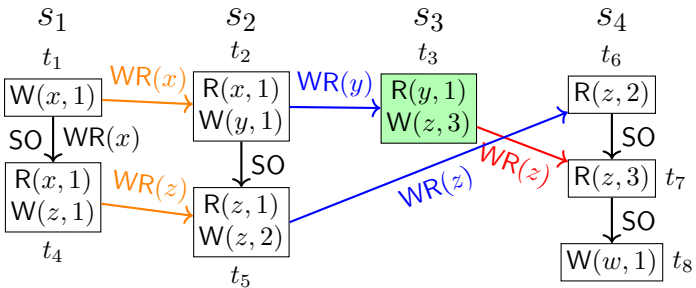 s₁ s₂ s₃ s₄
t₁ t₂ t₃ t₆
W(x, 1)
WR(x)
R(x, 1)
W(y, 1)
WR(y)
R(y, 1)
W(z, 3)
R(z, 2)
SO WR(x)
SO
WR(z)
SO
R(x, 1)
W(z, 1)
WR(z)
R(z, 1)
W(z, 2)
WR(z)
R(z, 3) t₇
SO
t₄
t₅
W(w, 1) t₈